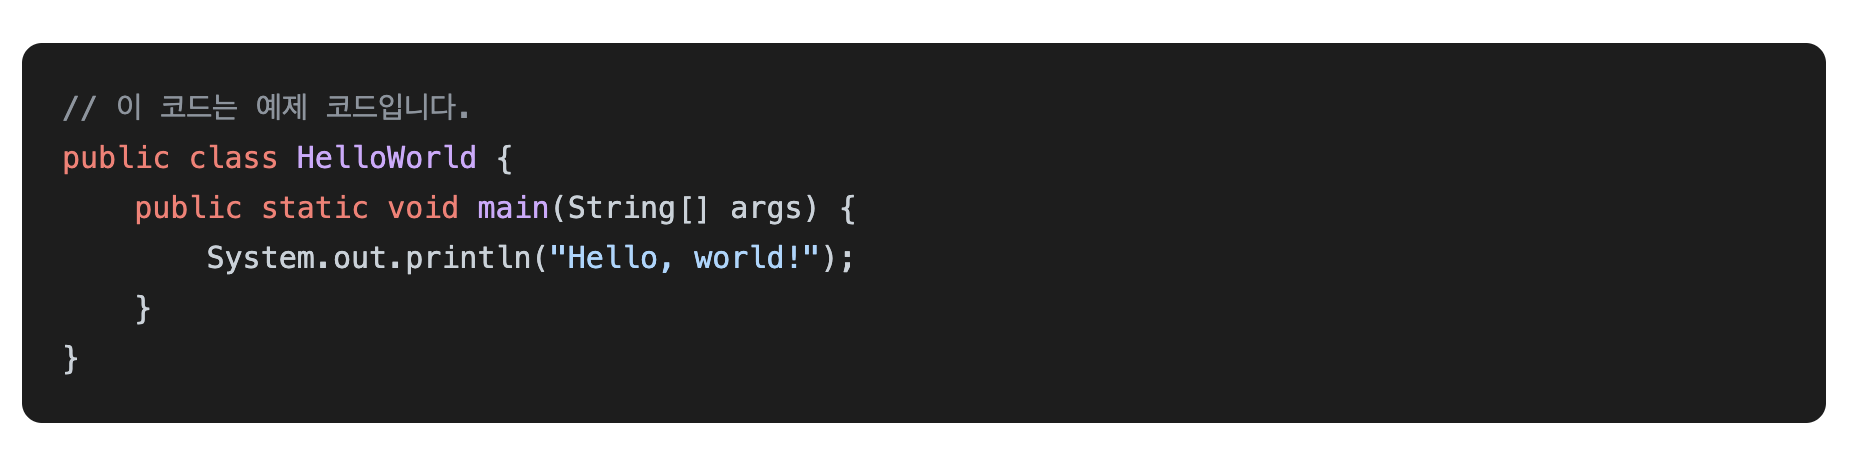 // 이 코드는 예제 코드입니다.
public class HelloWorld {
    public static void main(String[] args) {
        System.out.println("Hello, world!");
    }
}